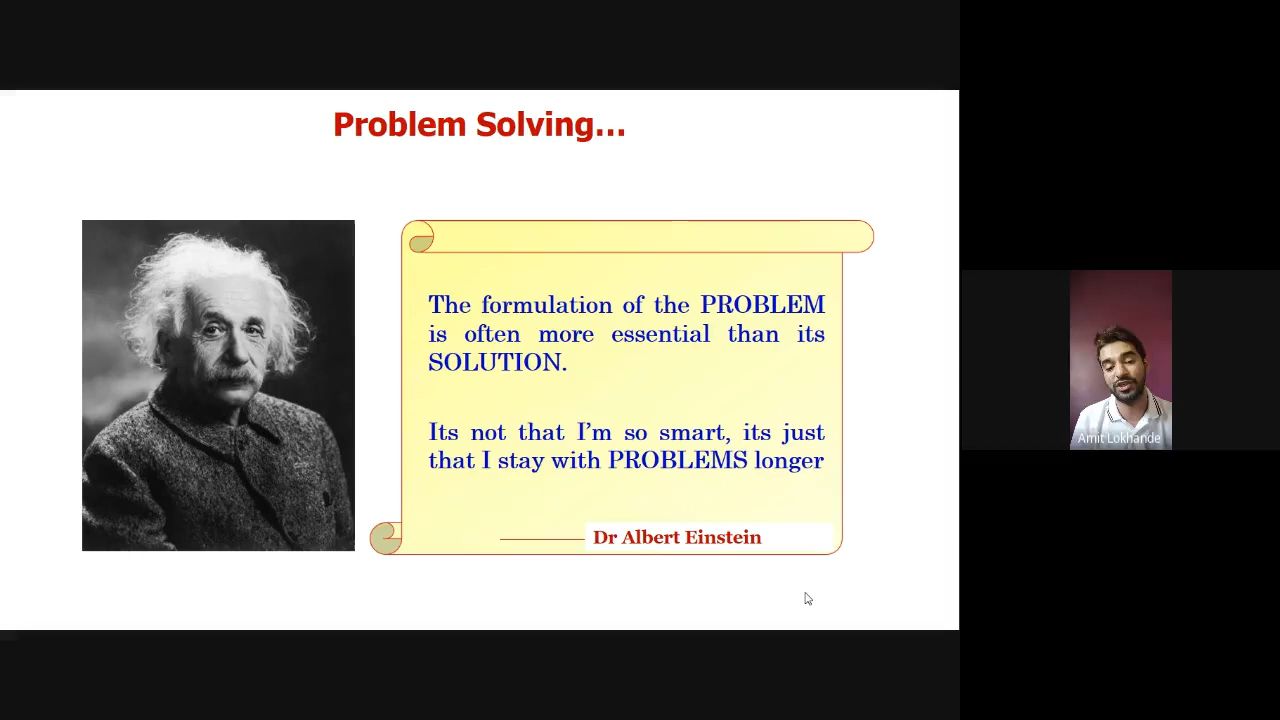 Problem Solving...
The formulation of the PROBLEM
is often more essential than its
SOLUTION.
Its not that I'm so smart, its just
that I stay with PROBLEMS longer
Dr Albert Einstein
Amit Lokhande